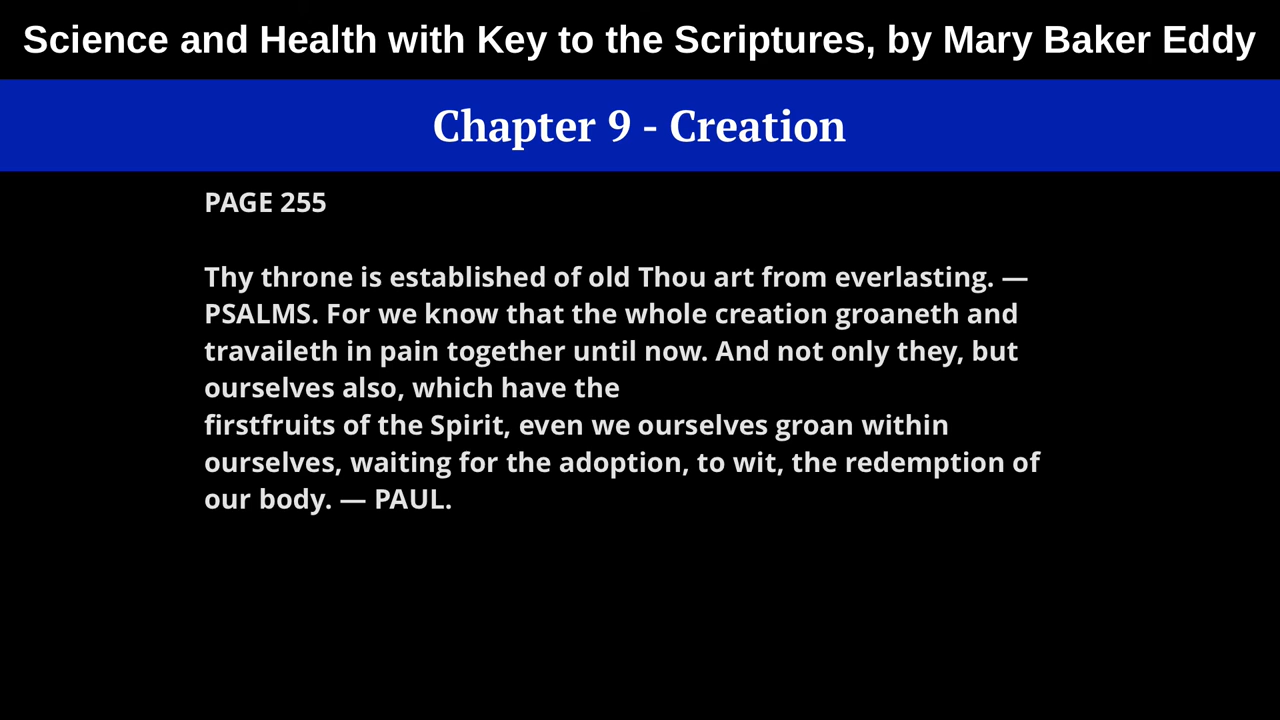 Science and Health with Key to the Scriptures, by Mary Baker Eddy
Chapter 9 - Creation
PAGE 255
Thy throne is established of old Thou art from everlasting. —
PSALMS. For we know that the whole creation groaneth and
travaileth in pain together until now. And not only they, but
ourselves also, which have the
firstfruits of the Spirit, even we ourselves groan within
ourselves, waiting for the adoption, to wit, the redemption of
our body. — PAUL.